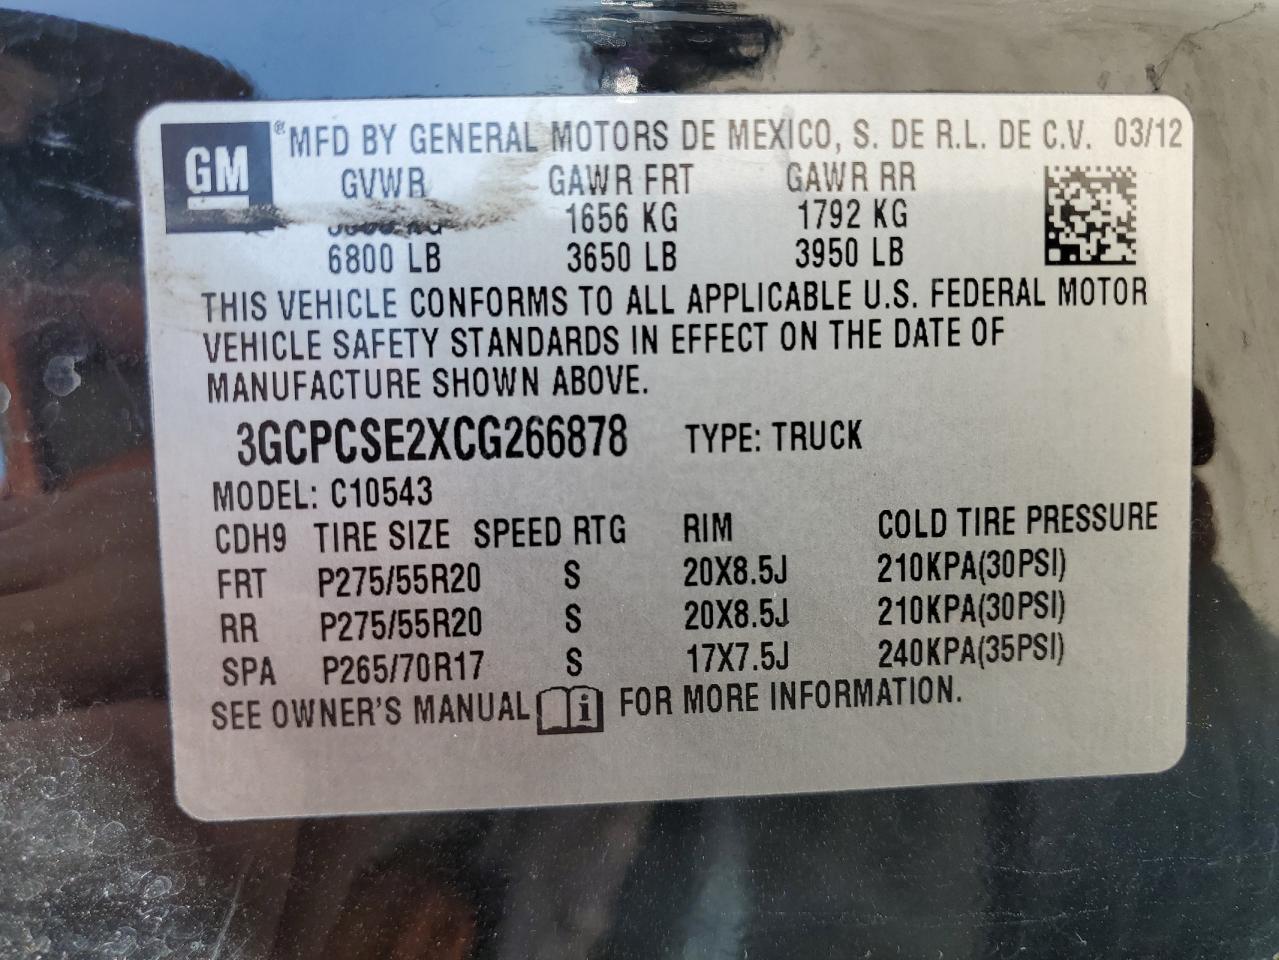 GM ® MFD BY GENERAL MOTORS DE MEXICO, S. DE R.L. DE C.V. 03/12
GVWR GAWR FRT GAWR RR
KG 1656 KG 1792 KG
6800 LB 3650 LB 3950 LB
THIS VEHICLE CONFORMS TO ALL APPLICABLE U.S. FEDERAL MOTOR
VEHICLE SAFETY STANDARDS IN EFFECT ON THE DATE OF
MANUFACTURE SHOWN ABOVE.
3GCPCSE2XCG266878 TYPE: TRUCK
MODEL: C10543
CDH9 TIRE SIZE SPEED RTG RIM COLD TIRE PRESSURE
FRT P275/55R20 S 20X8.5J 210KPA(30PSI)
RR P275/55R20 S 20X8.5J 210KPA(30PSI)
SPA P265/70R17 S 17X7.5J 240KPA(35PSI)
SEE OWNER'S MANUAL i FOR MORE INFORMATION.